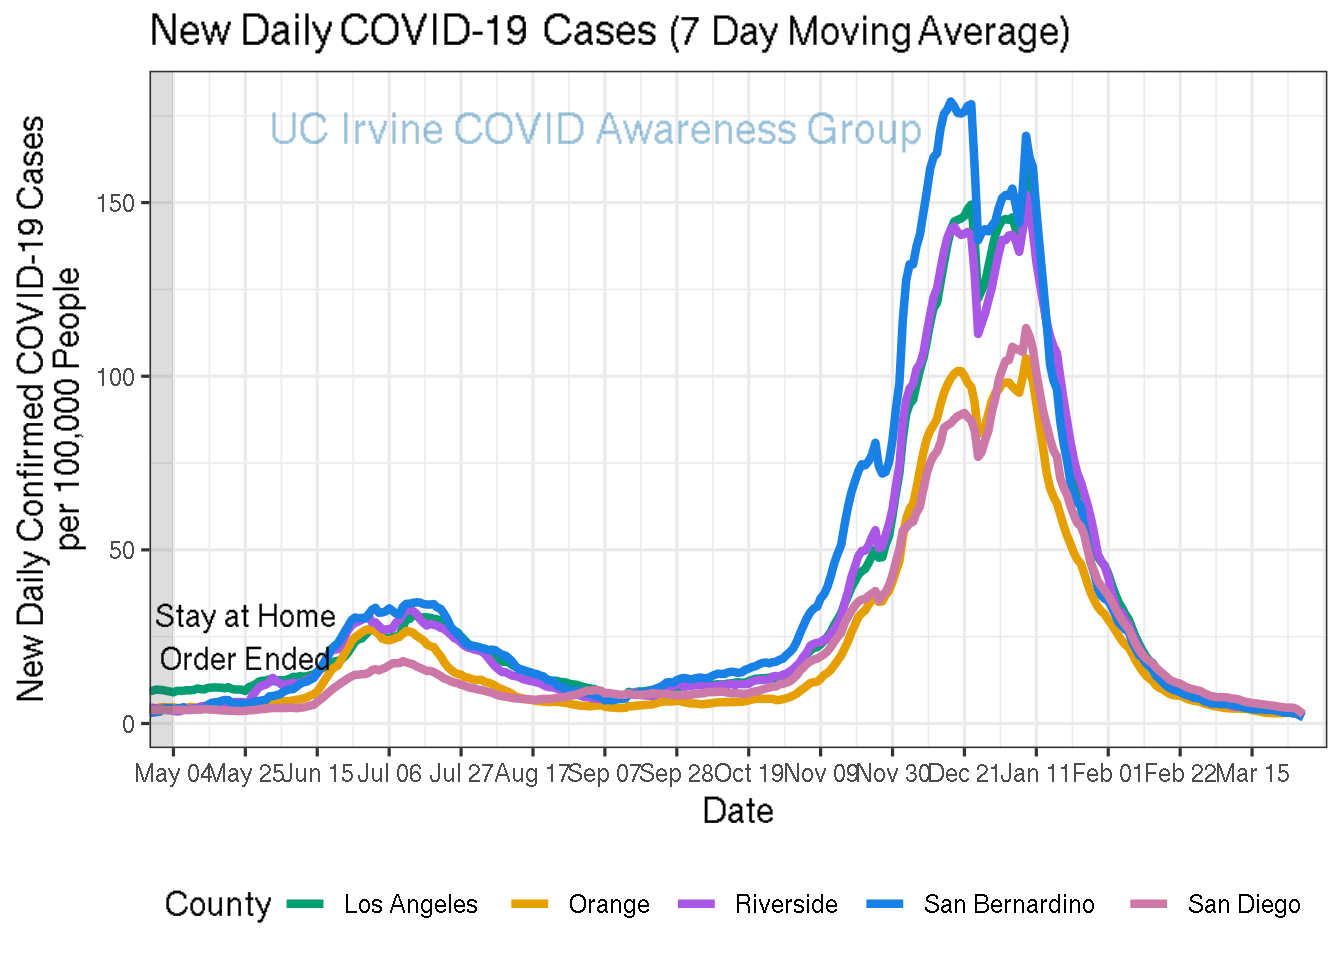 New Daily COVID-19 Cases (7 Day Moving Average)
UC Irvine COVID Awareness Group
New Daily Confirmed COVID-19 Cases
per 100,000 People
150
100
50
0
Stay at Home
Order Ended
May 04 May 25 Jun 15 Jul 06 Jul 27 Aug 17 Sep 07 Sep 28 Oct 19 Nov 09 Nov 30 Dec 21 Jan 11 Feb 01 Feb 22 Mar 15
Date
County Los Angeles Orange Riverside San Bernardino San Diego